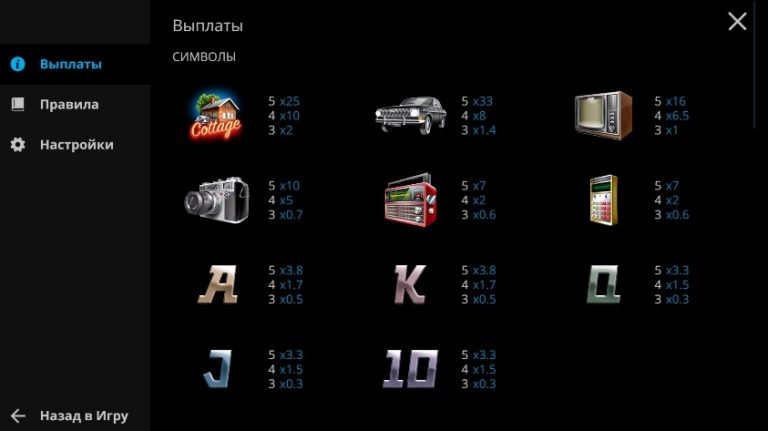 Выплаты
Правила
Настройки
Назад в Игру
Выплаты
СИМВОЛЫ
Cottage
5 x25
4 x10
3 x2
5 x33
4 x8
3 x1.4
5 x16
4 x6.5
3 x1
5 x10
4 x5
3 x0.7
5 x7
4 x2
3 x0.6
5 x7
4 x2
3 x0.6
A
5 x3.8
4 x1.7
3 x0.5
K
5 x3.8
4 x1.7
3 x0.5
Q
5 x3.3
4 x1.5
3 x0.3
J
5 x3.3
4 x1.5
3 x0.3
10
5 x3.3
4 x1.5
3 x0.3